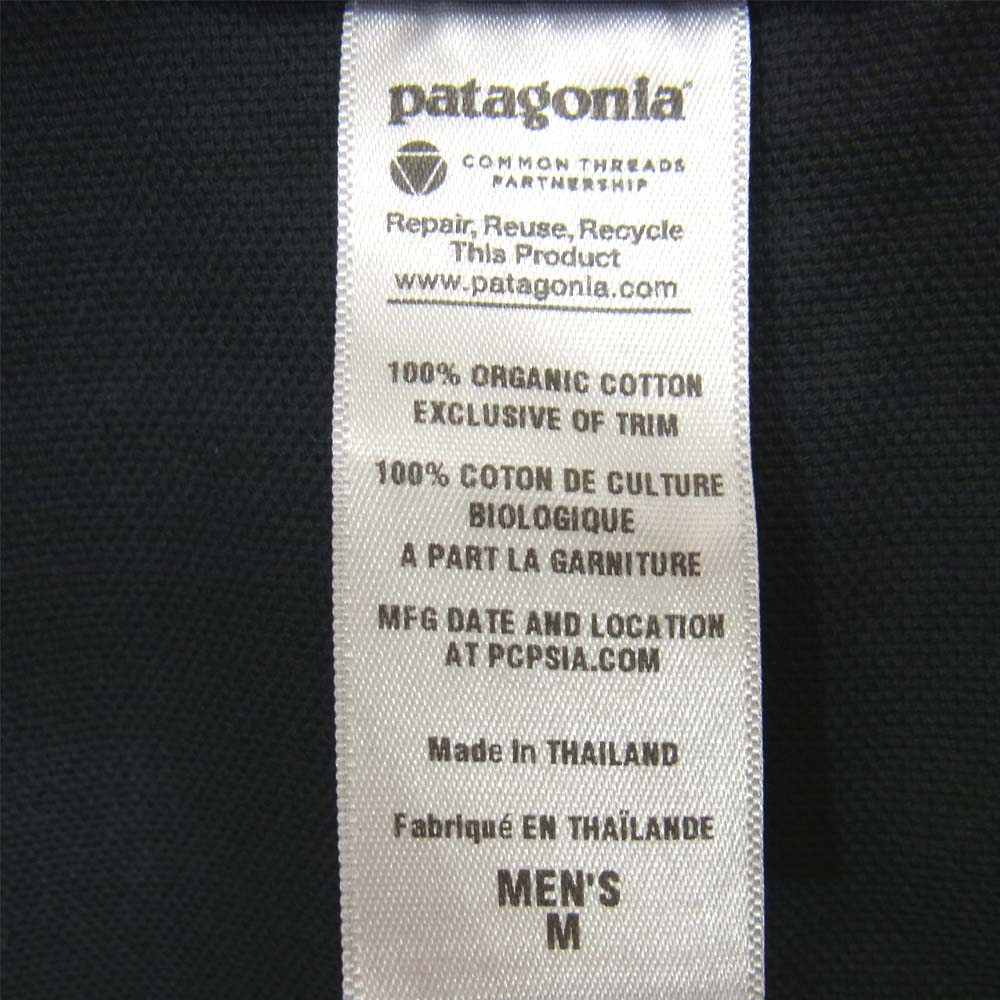 patagonia
COMMON THREADS
PARTNERSHIP
Repair, Reuse, Recycle
This Product
www.patagonia.com
100% ORGANIC COTTON
EXCLUSIVE OF TRIM
100% COTON DE CULTURE
BIOLOGIQUE
A PART LA GARNITURE
MFG DATE AND LOCATION
AT PCPSIA.COM
Made in THAILAND
Fabriqué EN THAÏLANDE
MEN'S
M